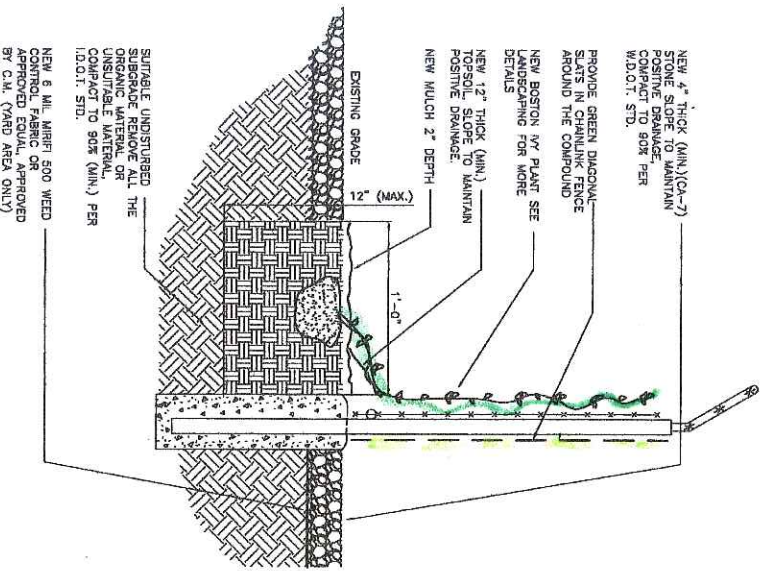 NEW 4" THICK (MIN.)(CA-7)
STONE SLOPE TO MAINTAIN
POSITIVE DRAINAGE,
COMPACT TO 90% PER
W.D.O.T. STD.
PROVIDE GREEN DIAGONAL
SLATS IN CHAINLINK FENCE
AROUND THE COMPOUND
NEW BOSTON IVY PLANT SEE
LANDSCAPING FOR MORE
DETAILS
NEW 12" THICK (MIN.)
TOPSOIL, SLOPE TO MAINTAIN
POSITIVE DRAINAGE.
NEW MULCH 2" DEPTH
EXISTING GRADE
12" (MAX.)
1'-0"
SUITABLE UNDISTURBED
SUBGRADE REMOVE ALL THE
ORGANIC MATERIAL OR
UNSUITABLE MATERIAL,
COMPACT TO 90% (MIN.) PER
I.D.O.T. STD.
NEW 6 MIL MIRIFI 500 WEED
CONTROL FABRIC OR
APPROVED EQUAL, APPROVED
BY C.M. (YARD AREA ONLY)